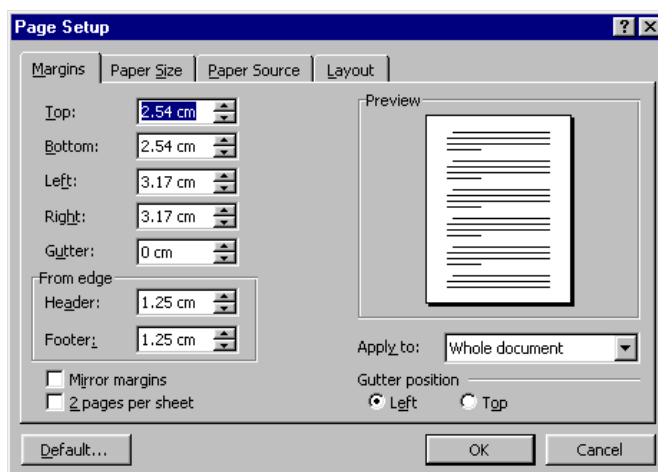 Page Setup
Margins
Paper Size
Paper Source
Layout
Top:
2.54 cm
Bottom:
2.54 cm
Left:
3.17 cm
Right:
3.17 cm
Gutter:
0 cm
From edge
Header:
1.25 cm
Footer:
1.25 cm
Mirror margins
2 pages per sheet
Preview
Apply to:
Whole document
Gutter position
Left
Top
Default...
OK
Cancel